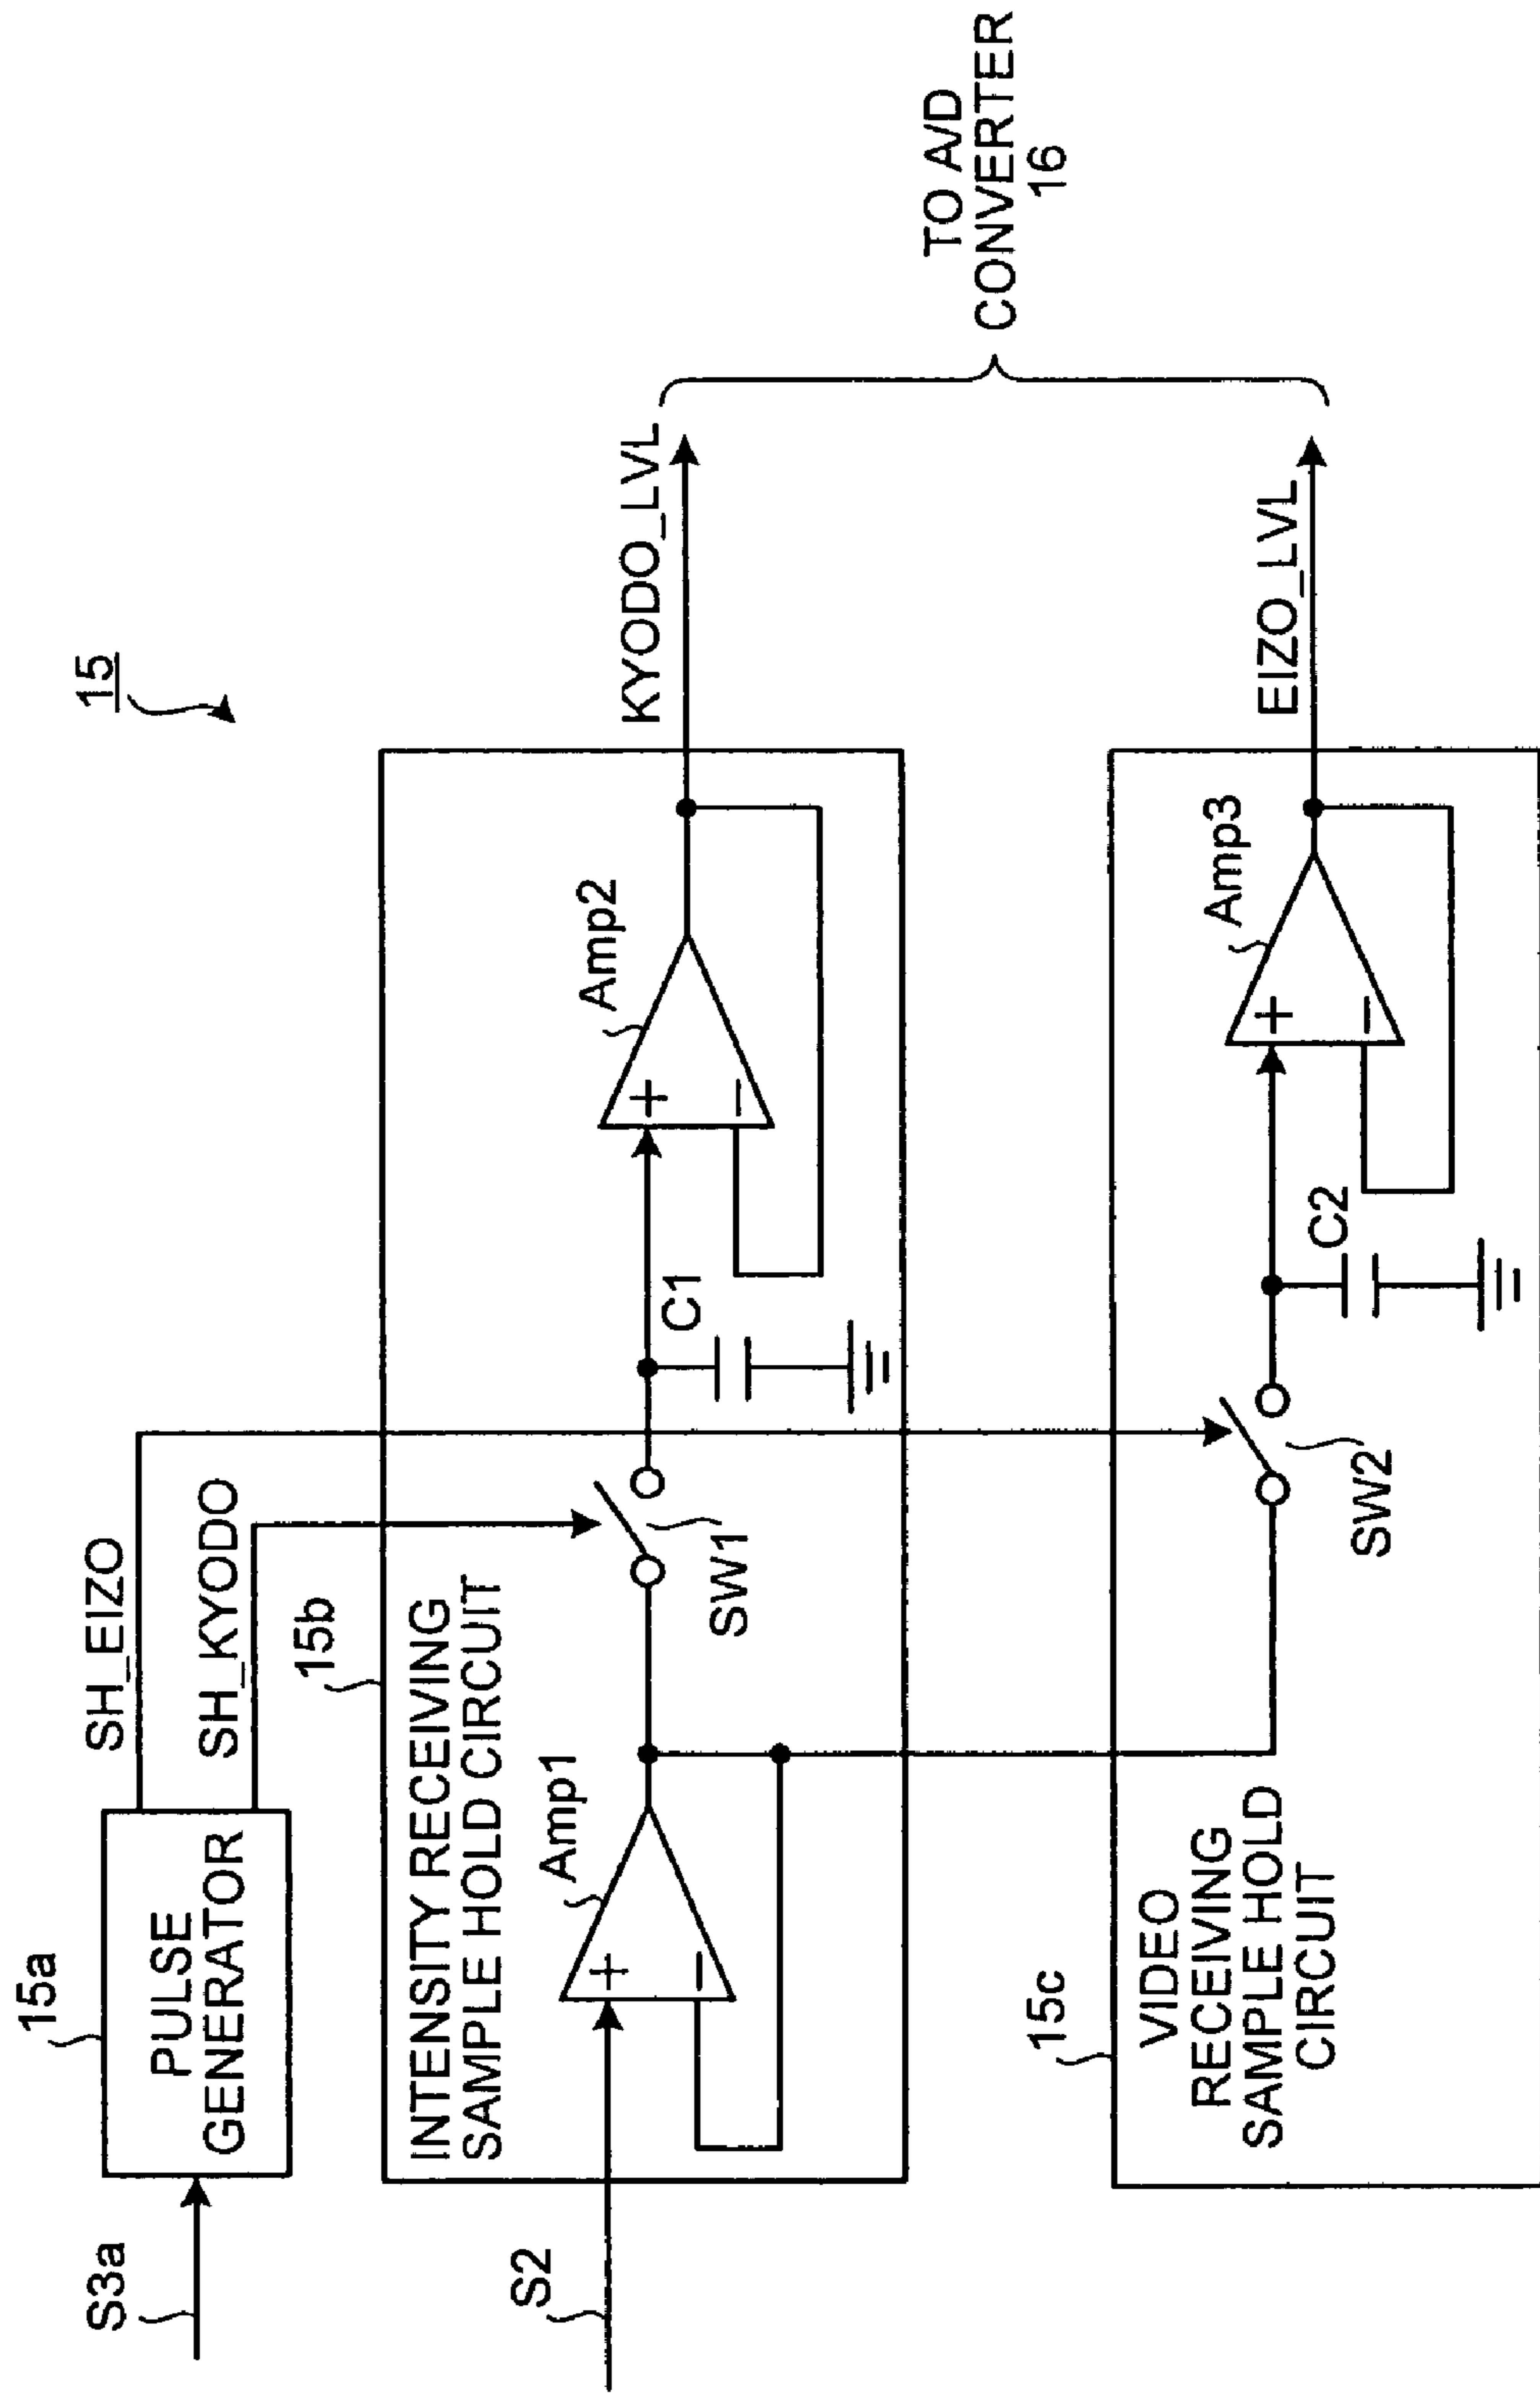 15
15a
PULSE
GENERATOR
S3a
SH_EIZO
SH_KYODO
15b
INTENSITY RECEIVING
SAMPLE HOLD CIRCUIT
S2
+
−
Amp1
SW1
C1
+
−
Amp2
KYODO_LVL
15c
VIDEO
RECEIVING
SAMPLE HOLD
CIRCUIT
SW2
C2
+
−
Amp3
EIZO_LVL
TO A/D
CONVERTER
16